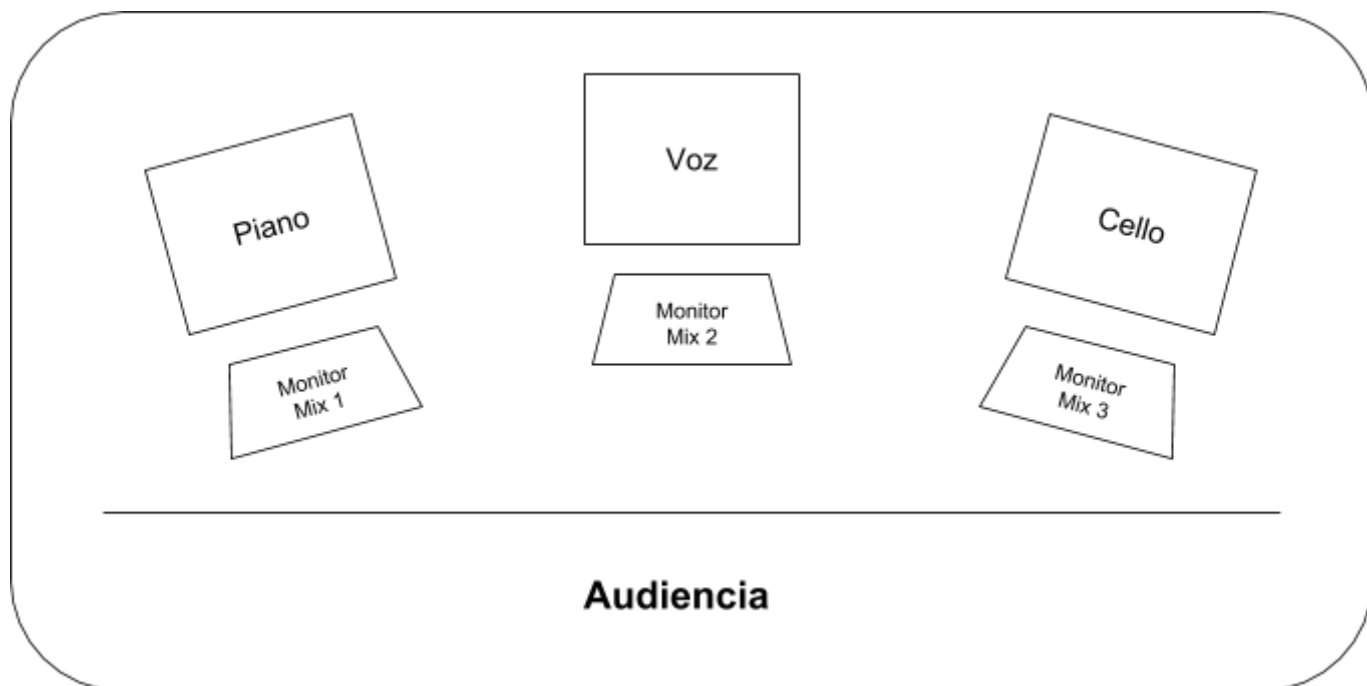 Piano
Voz
Cello
Monitor
Mix 1
Monitor
Mix 2
Monitor
Mix 3
Audiencia